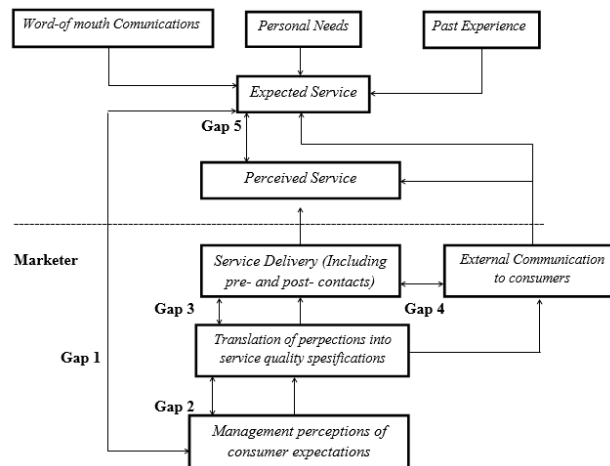 Word-of mouth Comunications
Personal Needs
Past Experience
Expected Service
Gap 5
Perceived Service
Marketer
Service Delivery (Including
pre- and post- contacts)
External Communication
to consumers
Gap 3
Gap 4
Translation of perpections into
service quality spesifications
Gap 1
Gap 2
Management perceptions of
consumer expectations